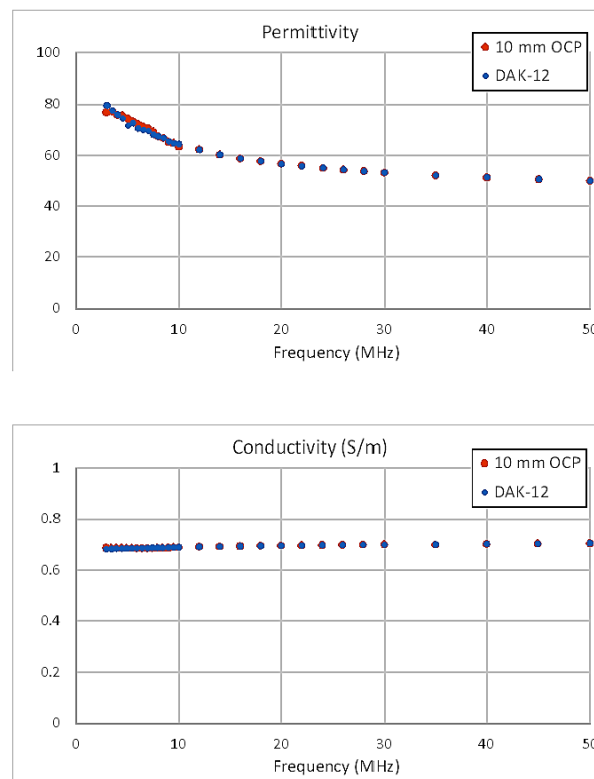 Permittivity
10 mm OCP
DAK-12
100
80
60
40
20
0
0 10 20 30 40 50
Frequency (MHz)
Conductivity (S/m)
10 mm OCP
DAK-12
1
0.8
0.6
0.4
0.2
0
0 10 20 30 40 50
Frequency (MHz)